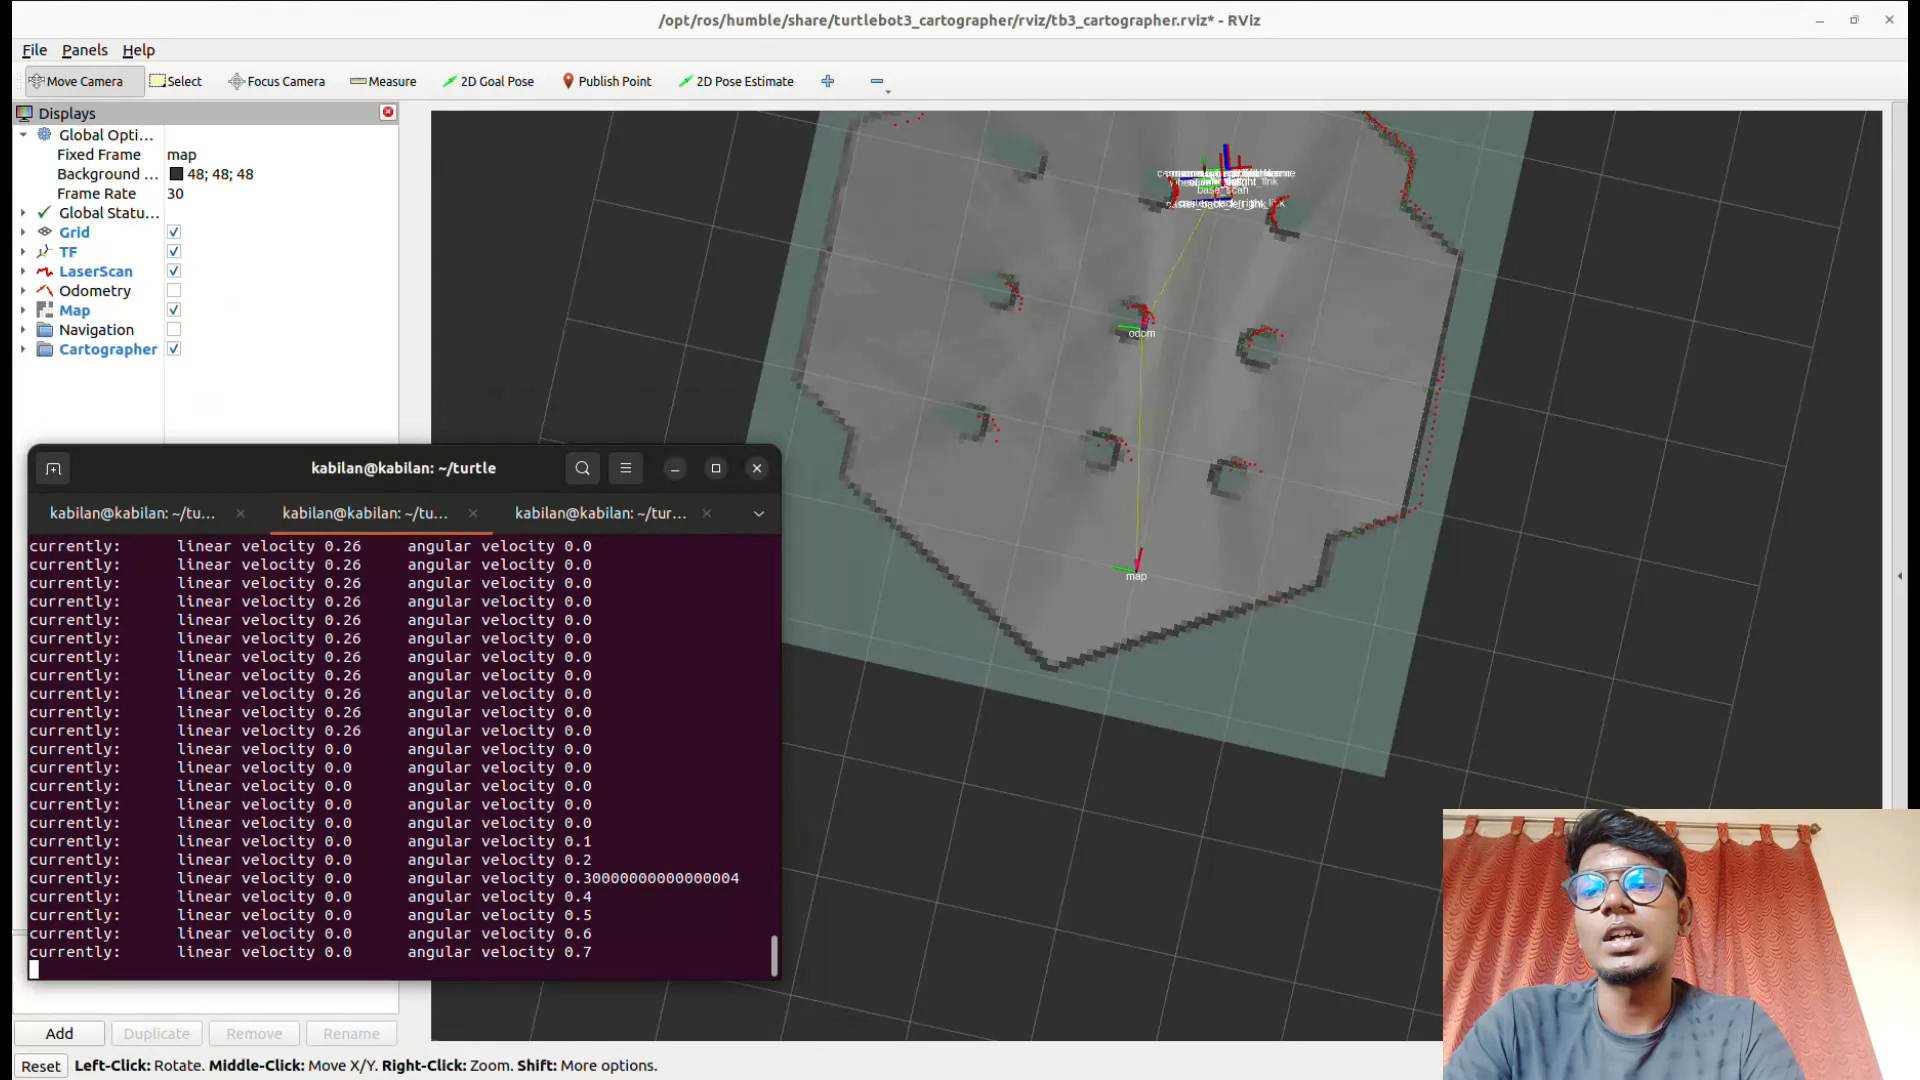 /opt/ros/humble/share/turtlebot3_cartographer/rviz/tb3_cartographer.rviz* - RViz
File Panels Help
Move Camera Select Focus Camera Measure 2D Goal Pose Publish Point 2D Pose Estimate
Displays
Global Opti...
Fixed Frame map
Background ... 48; 48; 48
Frame Rate 30
Global Statu...
Grid
TF
LaserScan
Odometry
Map
Navigation
Cartographer
base_scan
odom
map
kabilan@kabilan: ~/turtle
kabilan@kabilan: ~/tu... kabilan@kabilan: ~/tu... kabilan@kabilan: ~/tur...
currently: linear velocity 0.26 angular velocity 0.0
currently: linear velocity 0.26 angular velocity 0.0
currently: linear velocity 0.26 angular velocity 0.0
currently: linear velocity 0.26 angular velocity 0.0
currently: linear velocity 0.26 angular velocity 0.0
currently: linear velocity 0.26 angular velocity 0.0
currently: linear velocity 0.26 angular velocity 0.0
currently: linear velocity 0.26 angular velocity 0.0
currently: linear velocity 0.26 angular velocity 0.0
currently: linear velocity 0.26 angular velocity 0.0
currently: linear velocity 0.26 angular velocity 0.0
currently: linear velocity 0.0 angular velocity 0.0
currently: linear velocity 0.0 angular velocity 0.0
currently: linear velocity 0.0 angular velocity 0.0
currently: linear velocity 0.0 angular velocity 0.0
currently: linear velocity 0.0 angular velocity 0.0
currently: linear velocity 0.0 angular velocity 0.1
currently: linear velocity 0.0 angular velocity 0.2
currently: linear velocity 0.0 angular velocity 0.30000000000000004
currently: linear velocity 0.0 angular velocity 0.4
currently: linear velocity 0.0 angular velocity 0.5
currently: linear velocity 0.0 angular velocity 0.6
currently: linear velocity 0.0 angular velocity 0.7
Add Duplicate Remove Rename
Reset Left-Click: Rotate. Middle-Click: Move X/Y. Right-Click: Zoom. Shift: More options.